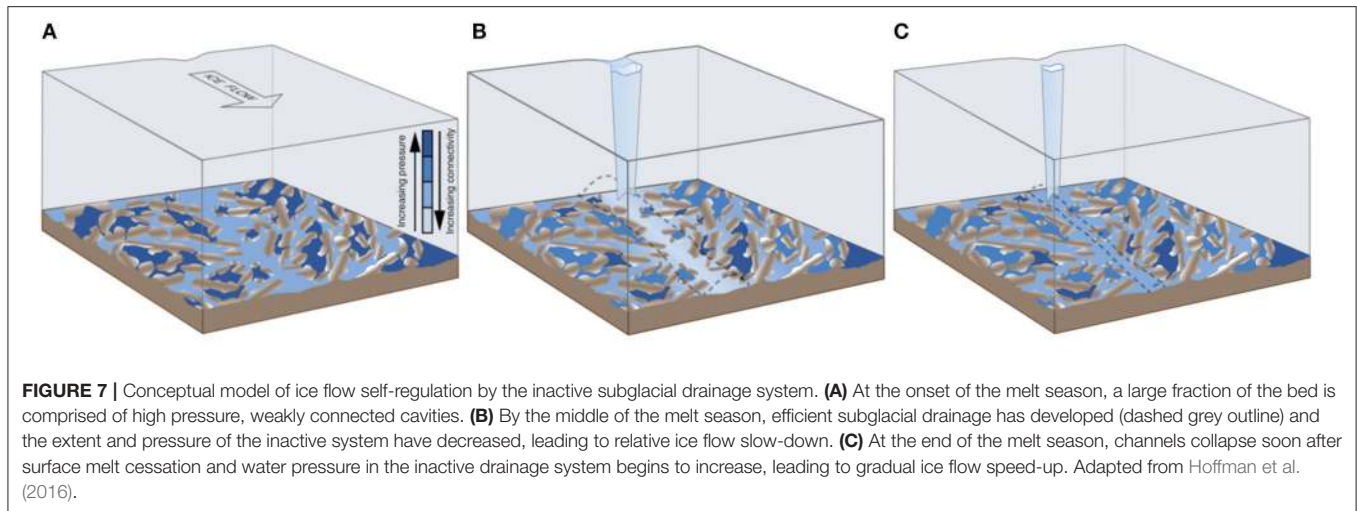 A
B
C
ICE FLOW
Increasing pressure
Increasing connectivity
FIGURE 7 | Conceptual model of ice flow self-regulation by the inactive subglacial drainage system. (A) At the onset of the melt season, a large fraction of the bed is
comprised of high pressure, weakly connected cavities. (B) By the middle of the melt season, efficient subglacial drainage has developed (dashed grey outline) and
the extent and pressure of the inactive system have decreased, leading to relative ice flow slow-down. (C) At the end of the melt season, channels collapse soon after
surface melt cessation and water pressure in the inactive drainage system begins to increase, leading to gradual ice flow speed-up. Adapted from Hoffman et al.
(2016).